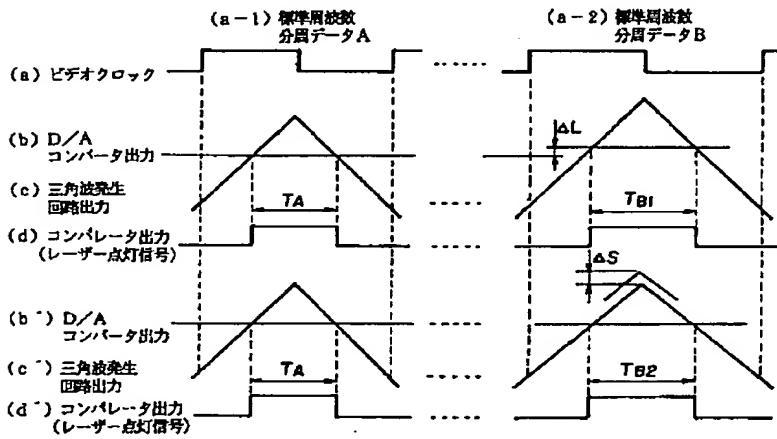 (a-1) 標準周波数
分周データA
(a-2) 標準周波数
分周データB
(a) ビデオクロック
(b) D/A
コンバータ出力
ΔL
(c) 三角波発生
回路出力
TA
TB1
(d) コンパレータ出力
(レーザー点灯信号)
ΔS
(b´) D/A
コンバータ出力
(c´) 三角波発生
回路出力
TA
TB2
(d´) コンパレータ出力
(レーザー点灯信号)